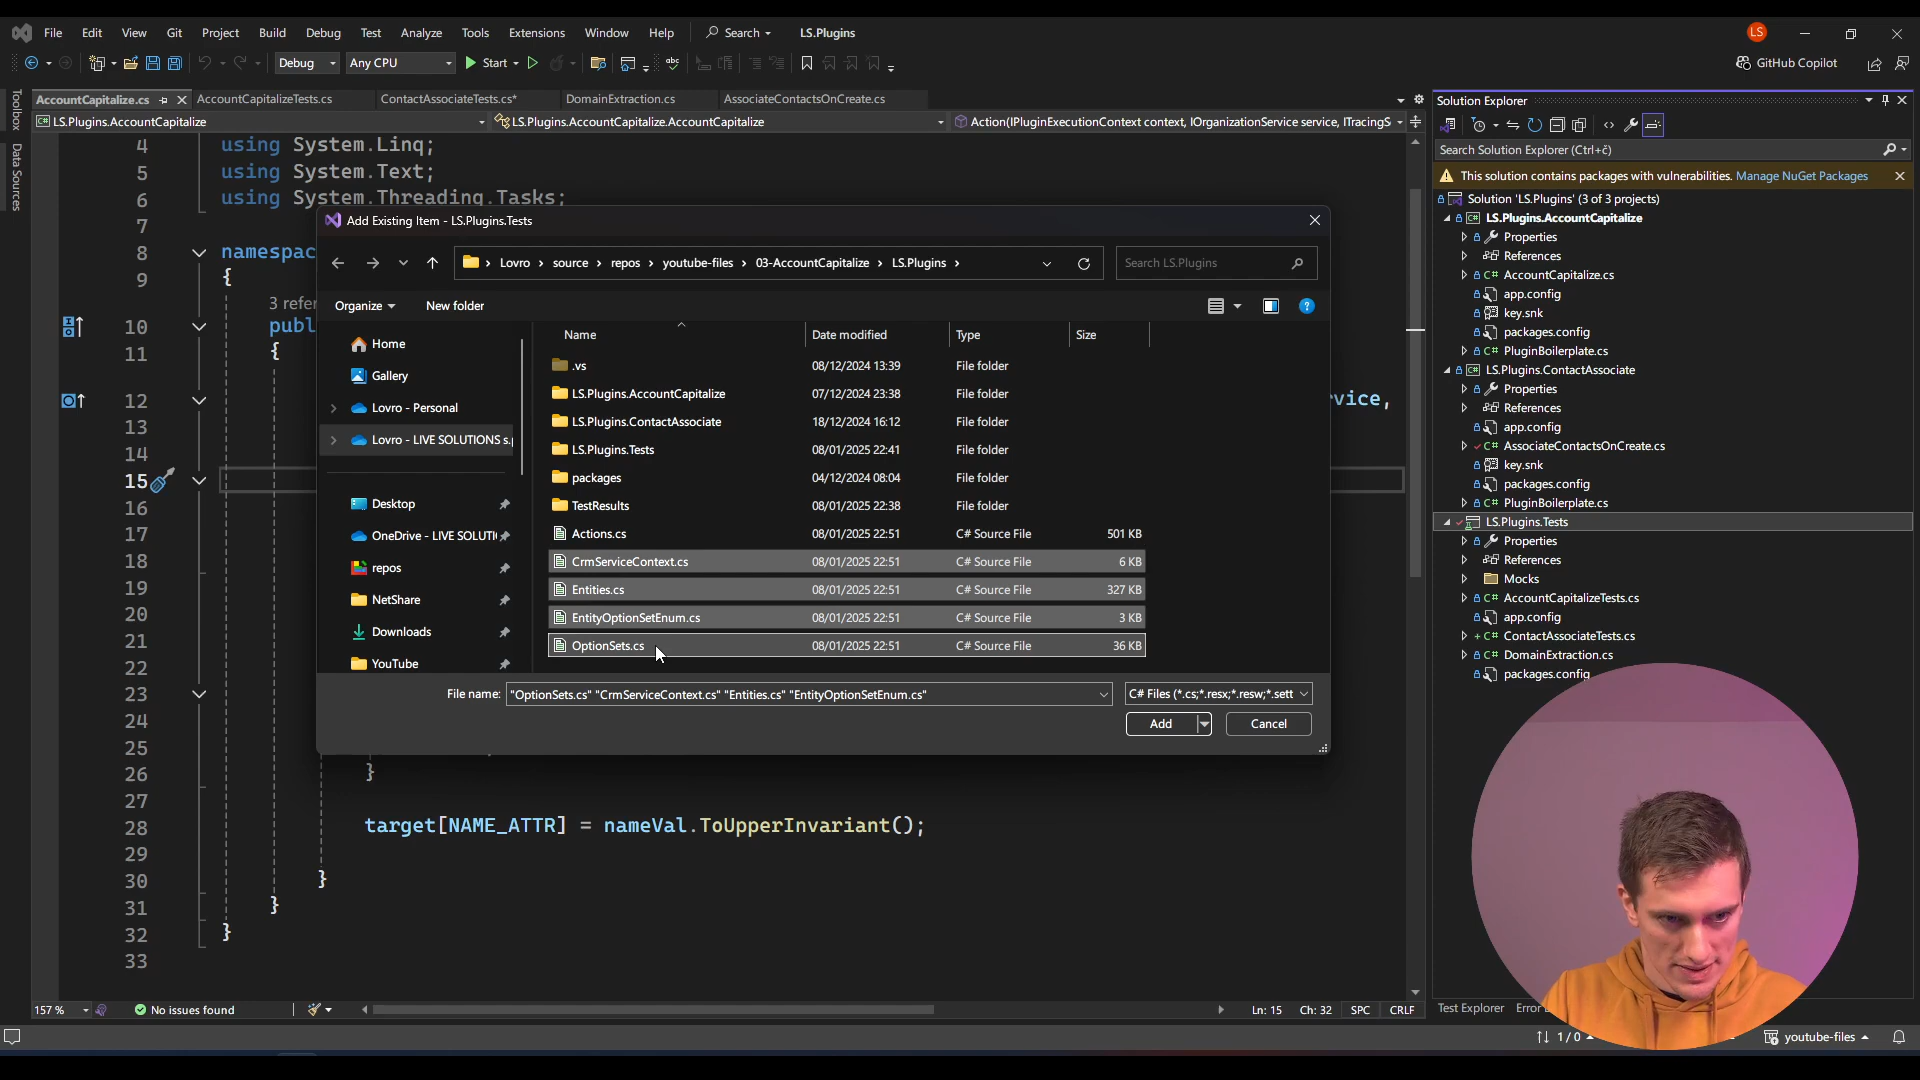 File Edit View Git Project Build Debug Test Analyze Tools Extensions Window Help Search LS.Plugins LS
Debug Any CPU Start GitHub Copilot
AccountCapitalize.cs AccountCapitalizeTests.cs ContactAssociateTests.cs* DomainExtraction.cs AssociateContactsOnCreate.cs
LS.Plugins.AccountCapitalize LS.Plugins.AccountCapitalize.AccountCapitalize Action(IPluginExecutionContext context, IOrganizationService service, ITracingS
Toolbox
Data Sources
4 using System.Linq;
5 using System.Text;
6 using System.Threading.Tasks;
7
8 namespac
9 {
3 refer
10 publ
11 {
12 vice,
13
14
15
16
17
18
19
20
21
22
23
24
25
26 }
27
28 target[NAME_ATTR] = nameVal.ToUpperInvariant();
29
30 }
31 }
32 }
33
Add Existing Item - LS.Plugins.Tests
Lovro › source › repos › youtube-files › 03-AccountCapitalize › LS.Plugins ›
Search LS.Plugins
Organize New folder
Home
Gallery
Lovro - Personal
Lovro - LIVE SOLUTIONS s.p
Desktop
OneDrive - LIVE SOLUTI
repos
NetShare
Downloads
YouTube
Name Date modified Type Size
.vs 08/12/2024 13:39 File folder
LS.Plugins.AccountCapitalize 07/12/2024 23:38 File folder
LS.Plugins.ContactAssociate 18/12/2024 16:12 File folder
LS.Plugins.Tests 08/01/2025 22:41 File folder
packages 04/12/2024 08:04 File folder
TestResults 08/01/2025 22:38 File folder
Actions.cs 08/01/2025 22:51 C# Source File 501 KB
CrmServiceContext.cs 08/01/2025 22:51 C# Source File 6 KB
Entities.cs 08/01/2025 22:51 C# Source File 327 KB
EntityOptionSetEnum.cs 08/01/2025 22:51 C# Source File 3 KB
OptionSets.cs 08/01/2025 22:51 C# Source File 36 KB
File name: "OptionSets.cs" "CrmServiceContext.cs" "Entities.cs" "EntityOptionSetEnum.cs" C# Files (*.cs;*.resx;*.resw;*.sett
Add Cancel
Solution Explorer
Search Solution Explorer (Ctrl+č)
This solution contains packages with vulnerabilities. Manage NuGet Packages
Solution 'LS.Plugins' (3 of 3 projects)
LS.Plugins.AccountCapitalize
Properties
References
C# AccountCapitalize.cs
app.config
key.snk
packages.config
C# PluginBoilerplate.cs
LS.Plugins.ContactAssociate
Properties
References
app.config
C# AssociateContactsOnCreate.cs
key.snk
packages.config
C# PluginBoilerplate.cs
LS.Plugins.Tests
Properties
References
Mocks
C# AccountCapitalizeTests.cs
app.config
C# ContactAssociateTests.cs
C# DomainExtraction.cs
packages.config
157 % No issues found Ln: 15 Ch: 32 SPC CRLF
Test Explorer Error
1 / 0 youtube-files